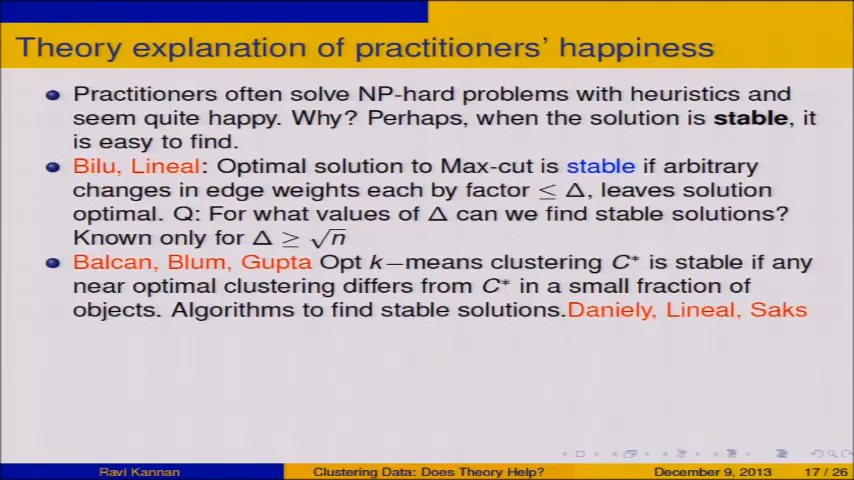 Theory explanation of practitioners' happiness
Practitioners often solve NP-hard problems with heuristics and
seem quite happy. Why? Perhaps, when the solution is stable, it
is easy to find.
Bilu, Lineal: Optimal solution to Max-cut is stable if arbitrary
changes in edge weights each by factor ≤ Δ, leaves solution
optimal. Q: For what values of Δ can we find stable solutions?
Known only for Δ ≥ √n
Balcan, Blum, Gupta Opt k−means clustering C* is stable if any
near optimal clustering differs from C* in a small fraction of
objects. Algorithms to find stable solutions.Daniely, Lineal, Saks
Ravi Kannan
Clustering Data: Does Theory Help?
December 9, 2013
17 / 26